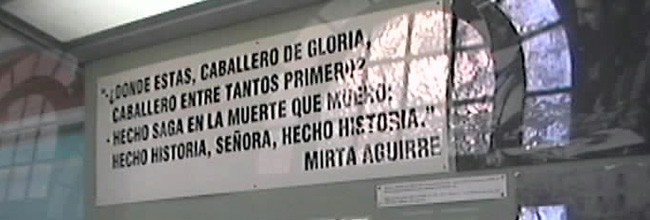 "-¿DONDE ESTAS, CABALLERO DE GLORIA,
CABALLERO ENTRE TANTOS PRIMERO?
- HECHO SAGA EN LA MUERTE QUE MUERO:
HECHO HISTORIA, SEÑORA, HECHO HISTORIA."
MIRTA AGUIRRE